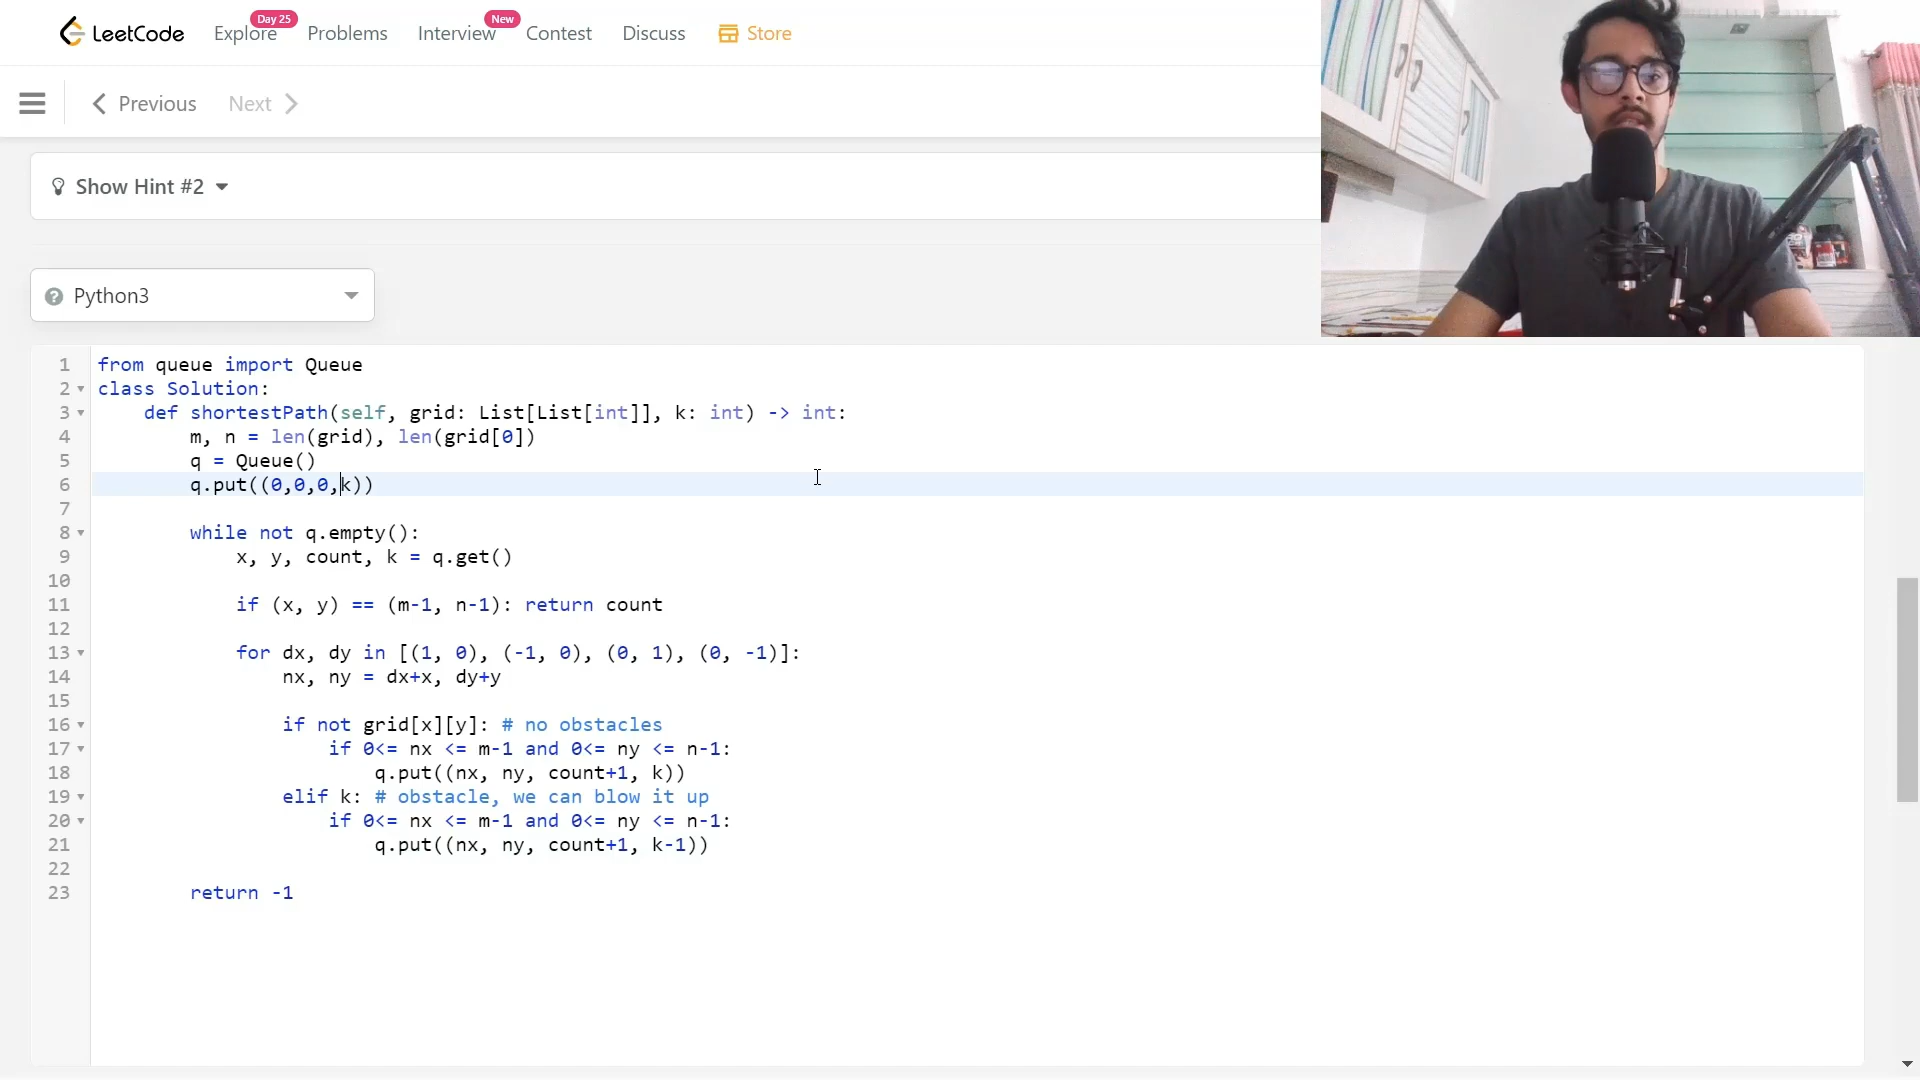 LeetCode Explore Day 25 Problems Interview New Contest Discuss Store
Previous Next
Show Hint #2
Python3
1 from queue import Queue
2 class Solution:
3 def shortestPath(self, grid: List[List[int]], k: int) -> int:
4 m, n = len(grid), len(grid[0])
5 q = Queue()
6 q.put((0,0,0,k))
7
8 while not q.empty():
9 x, y, count, k = q.get()
10
11 if (x, y) == (m-1, n-1): return count
12
13 for dx, dy in [(1, 0), (-1, 0), (0, 1), (0, -1)]:
14 nx, ny = dx+x, dy+y
15
16 if not grid[x][y]: # no obstacles
17 if 0<= nx <= m-1 and 0<= ny <= n-1:
18 q.put((nx, ny, count+1, k))
19 elif k: # obstacle, we can blow it up
20 if 0<= nx <= m-1 and 0<= ny <= n-1:
21 q.put((nx, ny, count+1, k-1))
22
23 return -1